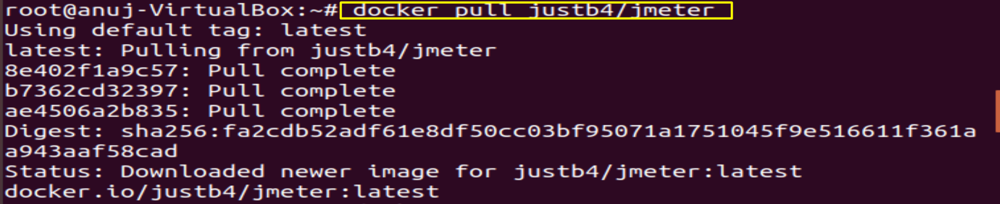 root@anuj-VirtualBox:~# docker pull justb4/jmeter
Using default tag: latest
latest: Pulling from justb4/jmeter
8e402f1a9c57: Pull complete
b7362cd32397: Pull complete
ae4506a2b835: Pull complete
Digest: sha256:fa2cdb52adf61e8df50cc03bf95071a1751045f9e516611f361a
a943aaf58cad
Status: Downloaded newer image for justb4/jmeter:latest
docker.io/justb4/jmeter:latest